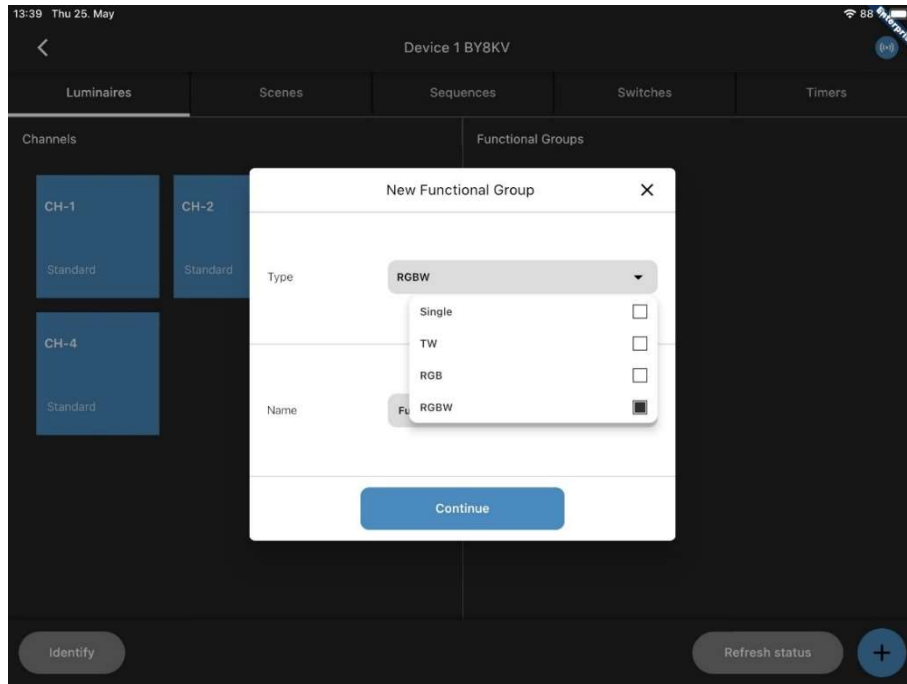 13:39 Thu 25. May
88
Enterpri
Device 1 BY8KV
Luminaires Scenes Sequences Switches Timers
Channels
Functional Groups
CH-1
Standard
CH-2
Standard
CH-4
Standard
New Functional Group
Type
RGBW
Single
TW
RGB
RGBW
Name
Fu
Continue
Identify
Refresh status